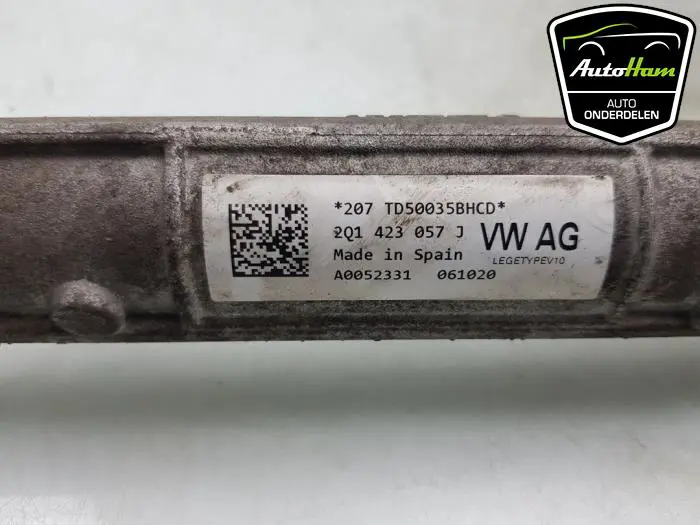 AutoHam
AUTO
ONDERDELEN
*207 TD50035BHCD*
2Q1 423 057 J
VW AG
Made in Spain
LEGETYPEV10
A0052331 061020